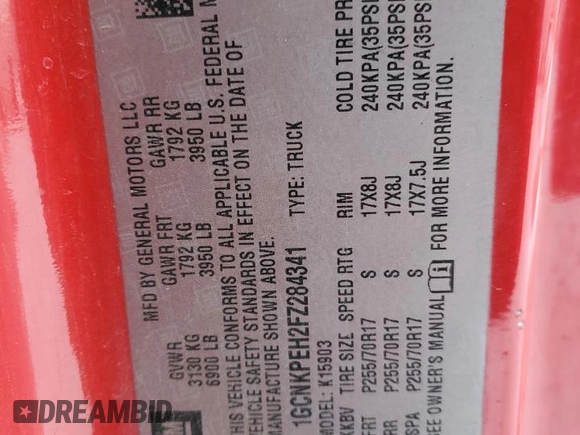 MFD BY GENERAL MOTORS LLC
GVWR GAWR FRT GAWR RR
3130 KG 1792 KG 1792 KG
6900 LB 3950 LB 3950 LB
THIS VEHICLE CONFORMS TO ALL APPLICABLE U.S. FEDERAL M
VEHICLE SAFETY STANDARDS IN EFFECT ON THE DATE OF
MANUFACTURE SHOWN ABOVE.
1GCNKPEH2FZ284341 TYPE: TRUCK
MODEL: K15903
KKBV TIRE SIZE SPEED RTG RIM COLD TIRE PR
FRT P255/70R17 S 17X8J 240KPA(35PSI
RR P255/70R17 S 17X8J 240KPA(35PSI
SPA P255/70R17 S 17X7.5J 240KPA(35PSI
SEE OWNER'S MANUAL i FOR MORE INFORMATION.
DREAMBID